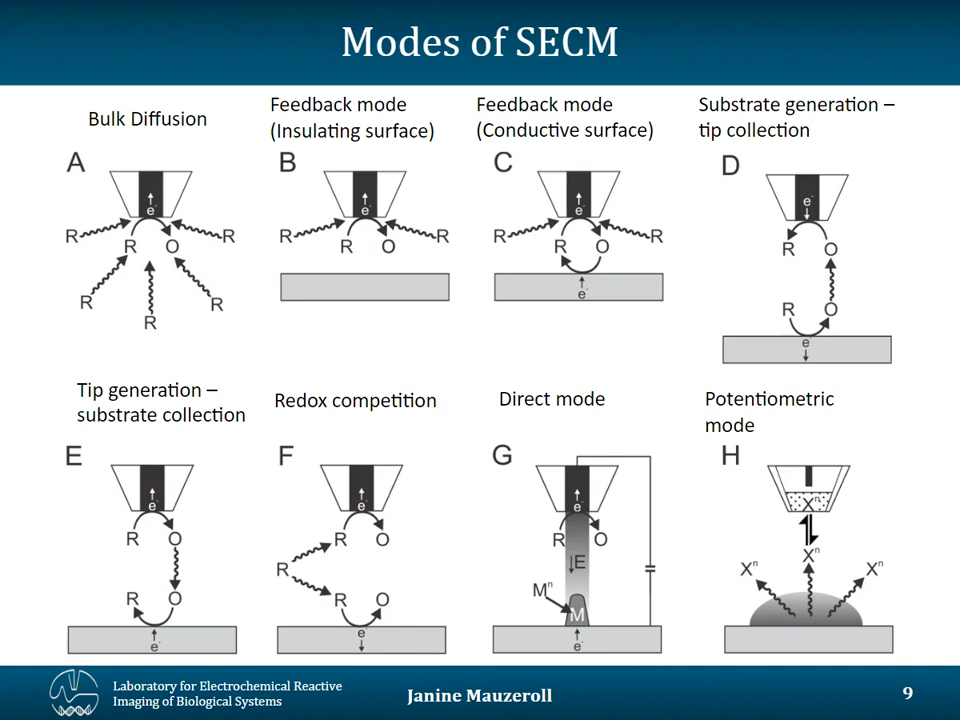 Modes of SECM
Bulk Diffusion
Feedback mode
(Insulating surface)
Feedback mode
(Conductive surface)
Substrate generation –
tip collection
A
e-
R
R
R
O
R
R
R
B
e-
R
R
R
O
C
e-
R
R
R
O
e-
D
e-
R
O
R
O
e-
Tip generation –
substrate collection
Redox competition
Direct mode
Potentiometric
mode
E
e-
R
O
R
O
e-
F
e-
R
O
R
R
O
e-
G
e-
R
O
↓E
=
Mⁿ
M
e-
H
Xⁿ
Xⁿ
Xⁿ
Xⁿ
Laboratory for Electrochemical Reactive
Imaging of Biological Systems
Janine Mauzeroll
9